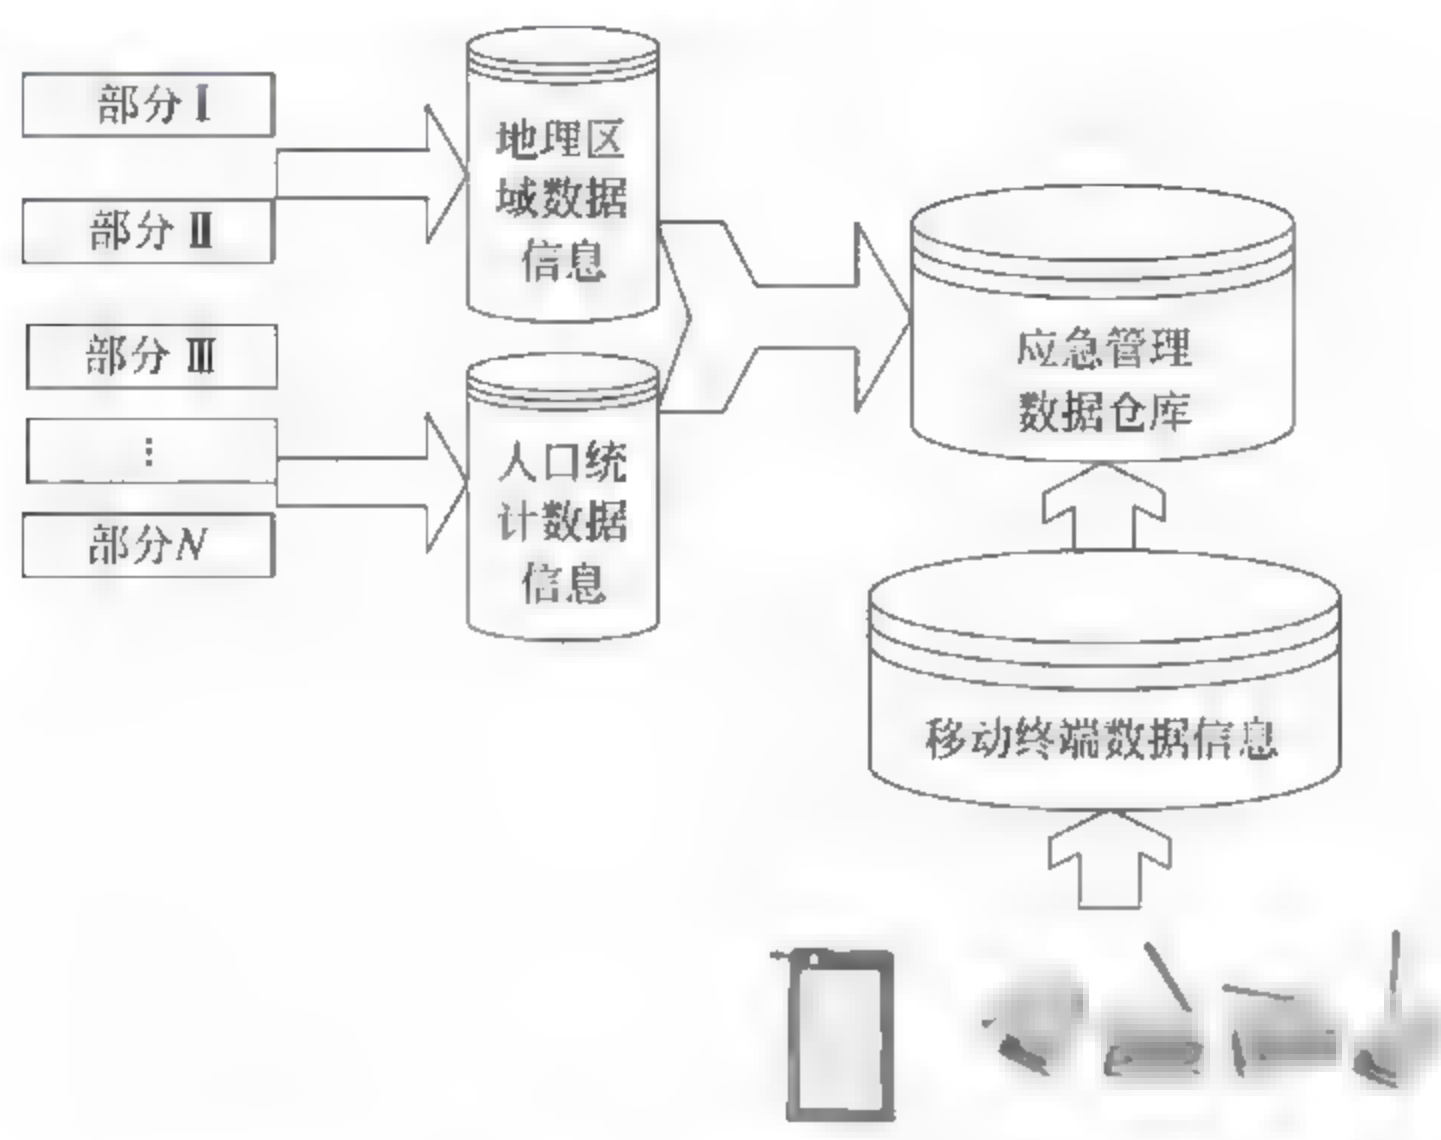 部分Ⅰ
部分Ⅱ
部分Ⅲ
⋮
部分N
地理区
域数据
信息
人口统
计数据
信息
应急管理
数据仓库
移动终端数据信息